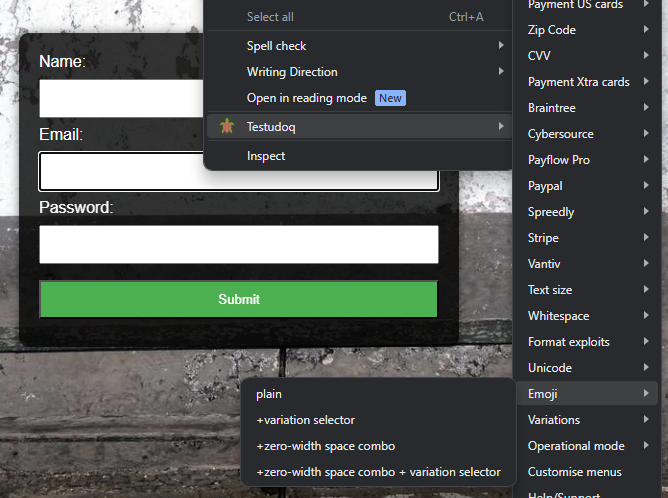 Name:
Email:
Password:
Submit
Select all Ctrl+A
Spell check
Writing Direction
Open in reading mode New
Testudoq
Inspect
Payment US cards
Zip Code
CVV
Payment Xtra cards
Braintree
Cybersource
Payflow Pro
Paypal
Spreedly
Stripe
Vantiv
Text size
Whitespace
Format exploits
Unicode
Emoji
Variations
Operational mode
Customise menus
Help/Support
plain
+variation selector
+zero-width space combo
+zero-width space combo + variation selector